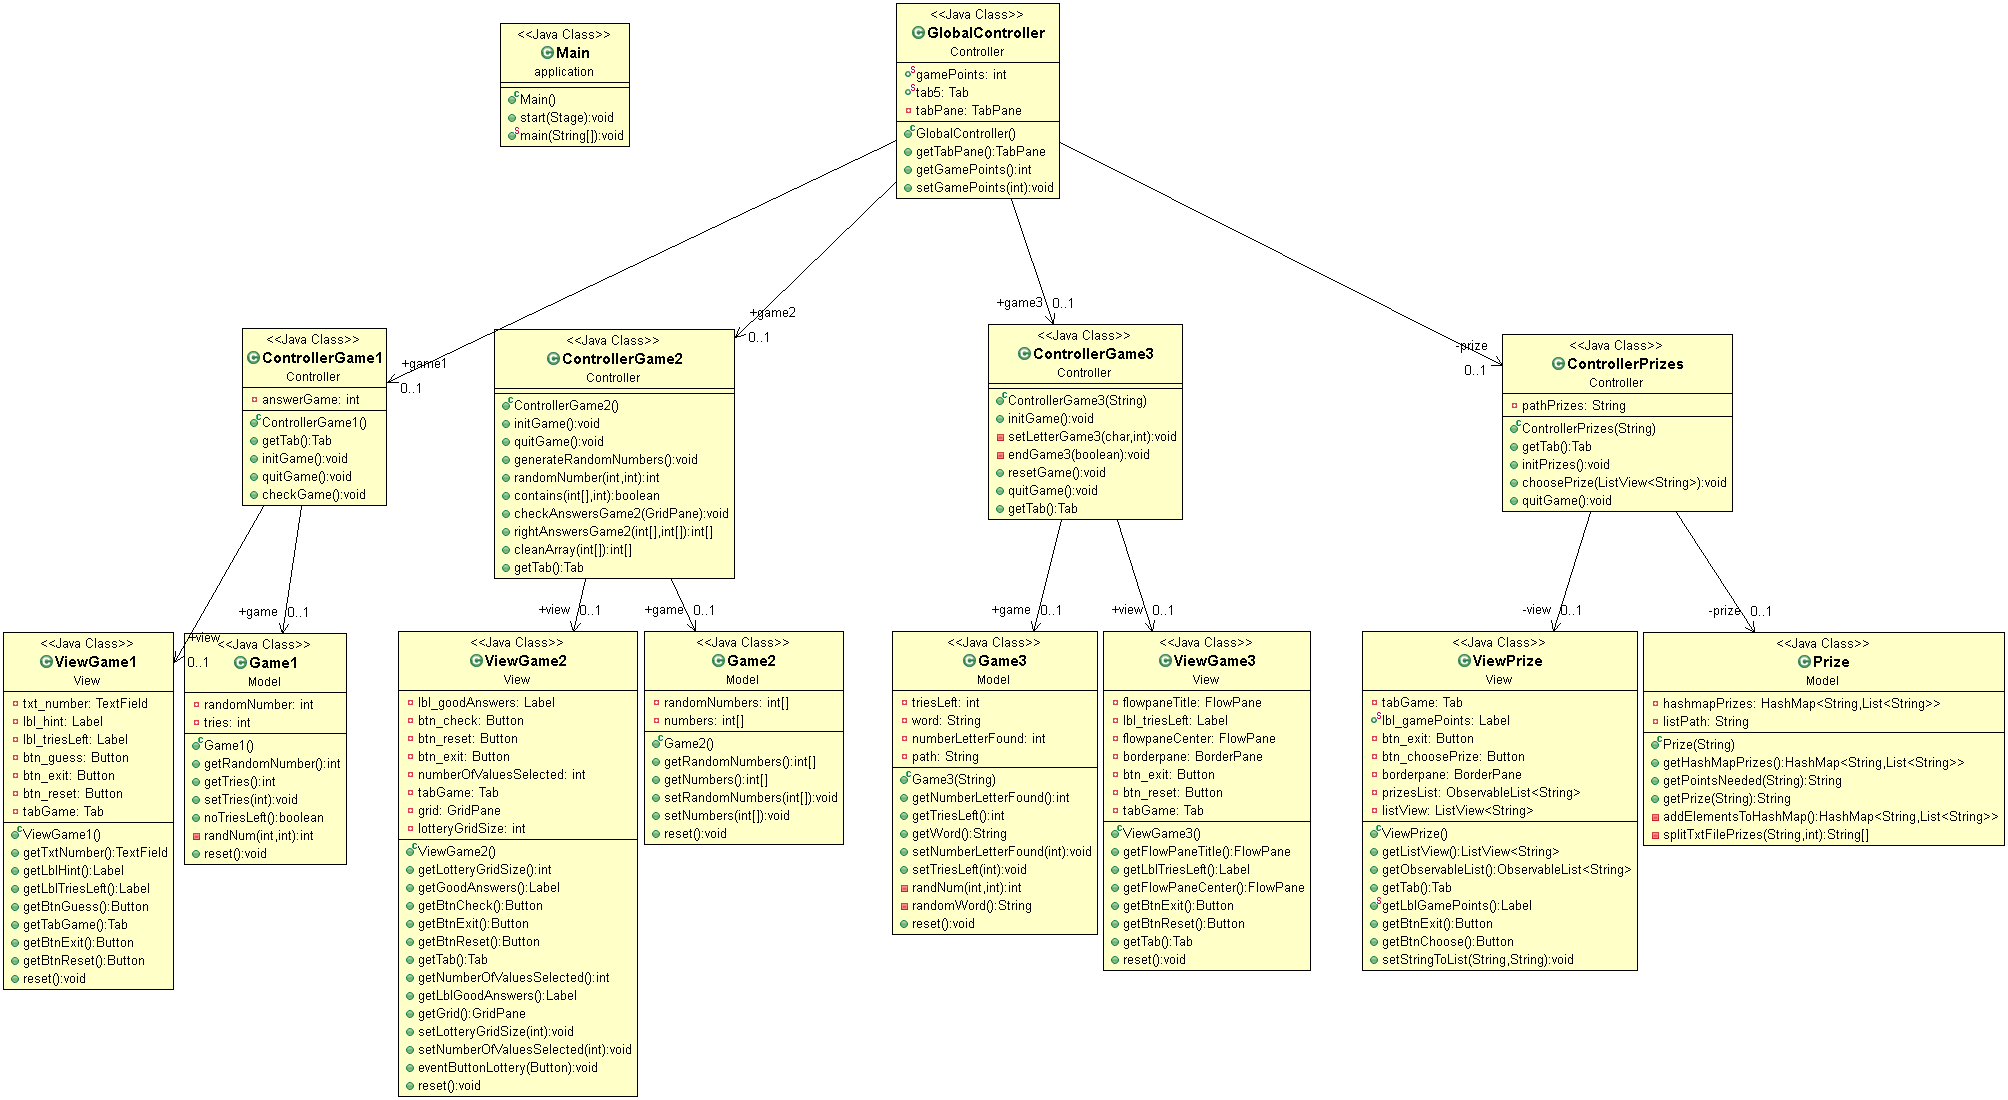 <<Java Class>>
Main
application
Main()
start(Stage):void
main(String[]):void
<<Java Class>>
GlobalController
Controller
gamePoints: int
tab5: Tab
tabPane: TabPane
GlobalController()
getTabPane():TabPane
getGamePoints():int
setGamePoints(int):void
+game1
0..1
+game2
0..1
+game3
0..1
-prize
0..1
<<Java Class>>
ControllerGame1
Controller
answerGame: int
ControllerGame1()
getTab():Tab
initGame():void
quitGame():void
checkGame():void
<<Java Class>>
ControllerGame2
Controller
ControllerGame2()
initGame():void
quitGame():void
generateRandomNumbers():void
randomNumber(int,int):int
contains(int[],int):boolean
checkAnswersGame2(GridPane):void
rightAnswersGame2(int[],int[]):int[]
cleanArray(int[]):int[]
getTab():Tab
<<Java Class>>
ControllerGame3
Controller
ControllerGame3(String)
initGame():void
setLetterGame3(char,int):void
endGame3(boolean):void
resetGame():void
quitGame():void
getTab():Tab
<<Java Class>>
ControllerPrizes
Controller
pathPrizes: String
ControllerPrizes(String)
getTab():Tab
initPrizes():void
choosePrize(ListView<String>):void
quitGame():void
+view
0..1
+game
0..1
+view
0..1
+game
0..1
+game
0..1
+view
0..1
-view
0..1
-prize
0..1
<<Java Class>>
ViewGame1
View
txt_number: TextField
lbl_hint: Label
lbl_triesLeft: Label
btn_guess: Button
btn_exit: Button
btn_reset: Button
tabGame: Tab
ViewGame1()
getTxtNumber():TextField
getLblHint():Label
getLblTriesLeft():Label
getBtnGuess():Button
getTabGame():Tab
getBtnExit():Button
getBtnReset():Button
reset():void
<<Java Class>>
Game1
Model
randomNumber: int
tries: int
Game1()
getRandomNumber():int
getTries():int
setTries(int):void
noTriesLeft():boolean
randNum(int,int):int
reset():void
<<Java Class>>
ViewGame2
View
lbl_goodAnswers: Label
btn_check: Button
btn_reset: Button
btn_exit: Button
numberOfValuesSelected: int
tabGame: Tab
grid: GridPane
lotteryGridSize: int
ViewGame2()
getLotteryGridSize():int
getGoodAnswers():Label
getBtnCheck():Button
getBtnExit():Button
getBtnReset():Button
getTab():Tab
getNumberOfValuesSelected():int
getLblGoodAnswers():Label
getGrid():GridPane
setLotteryGridSize(int):void
setNumberOfValuesSelected(int):void
eventButtonLottery(Button):void
reset():void
<<Java Class>>
Game2
Model
randomNumbers: int[]
numbers: int[]
Game2()
getRandomNumbers():int[]
getNumbers():int[]
setRandomNumbers(int[]):void
setNumbers(int[]):void
reset():void
<<Java Class>>
Game3
Model
triesLeft: int
word: String
numberLetterFound: int
path: String
Game3(String)
getNumberLetterFound():int
getTriesLeft():int
getWord():String
setNumberLetterFound(int):void
setTriesLeft(int):void
randNum(int,int):int
randomWord():String
reset():void
<<Java Class>>
ViewGame3
View
flowpaneTitle: FlowPane
lbl_triesLeft: Label
flowpaneCenter: FlowPane
borderpane: BorderPane
btn_exit: Button
btn_reset: Button
tabGame: Tab
ViewGame3()
getFlowPaneTitle():FlowPane
getLblTriesLeft():Label
getFlowPaneCenter():FlowPane
getBtnExit():Button
getBtnReset():Button
getTab():Tab
reset():void
<<Java Class>>
ViewPrize
View
tabGame: Tab
lbl_gamePoints: Label
btn_exit: Button
btn_choosePrize: Button
borderpane: BorderPane
prizesList: ObservableList<String>
listView: ListView<String>
ViewPrize()
getListView():ListView<String>
getObservableList():ObservableList<String>
getTab():Tab
getLblGamePoints():Label
getBtnExit():Button
getBtnChoose():Button
setStringToList(String,String):void
<<Java Class>>
Prize
Model
hashmapPrizes: HashMap<String,List<String>>
listPath: String
Prize(String)
getHashMapPrizes():HashMap<String,List<String>>
getPointsNeeded(String):String
getPrize(String):String
addElementsToHashMap():HashMap<String,List<String>>
splitTxtFilePrizes(String,int):String[]